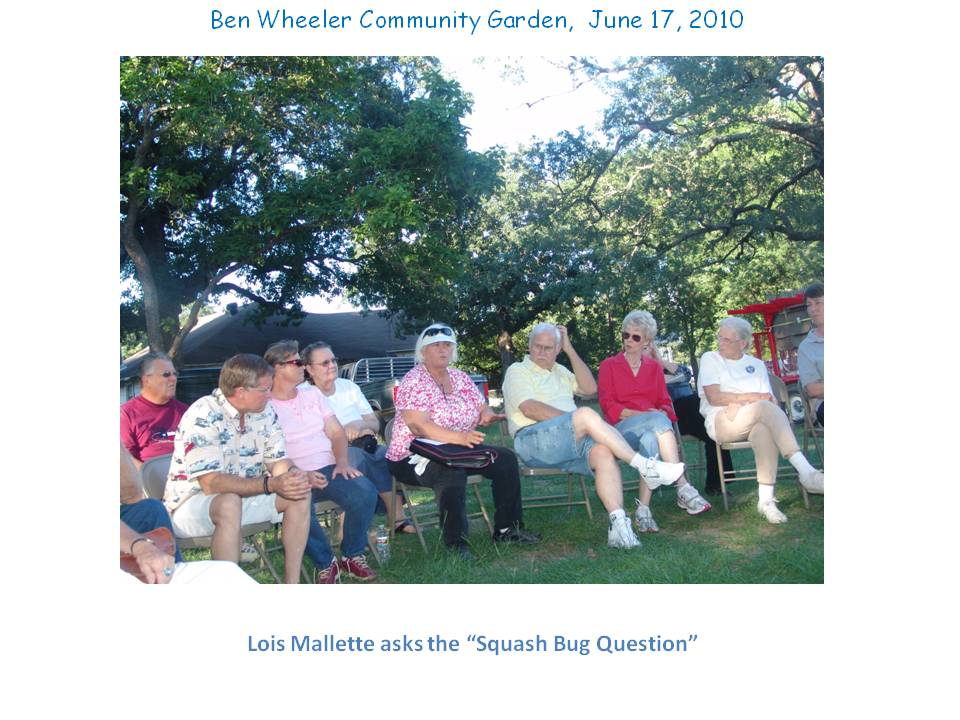 Ben Wheeler Community Garden,  June 17, 2010
Lois Mallette asks the “Squash Bug Question”